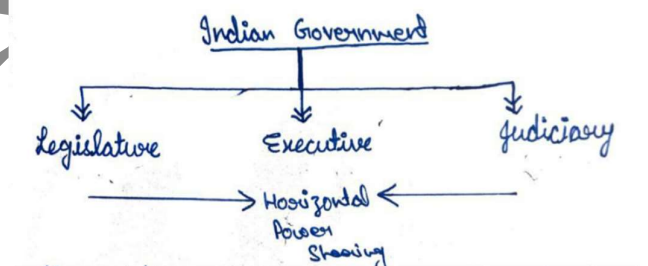 Indian Government
Legislature Executive Judiciary
Horizontal
Power
Sharing